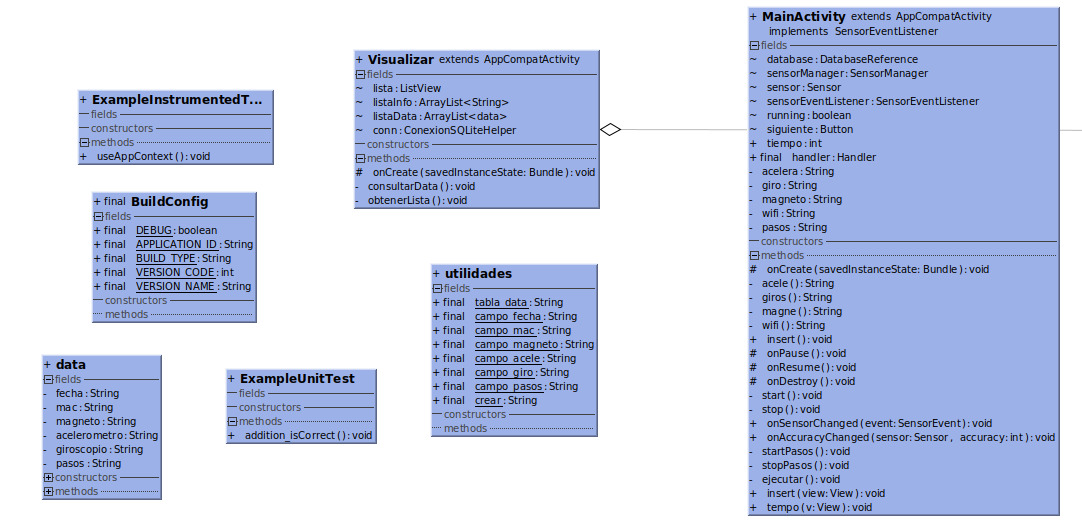 + ExampleInstrumentedT...
fields
constructors
methods
+ useAppContext():void
+ final BuildConfig
fields
+ final DEBUG:boolean
+ final APPLICATION_ID:String
+ final BUILD_TYPE:String
+ final VERSION_CODE:int
+ final VERSION_NAME:String
constructors
methods
+ data
fields
- fecha:String
- mac:String
- magneto:String
- acelerometro:String
- giroscopio:String
- pasos:String
constructors
methods
+ ExampleUnitTest
fields
constructors
methods
+ addition_isCorrect():void
+ Visualizar extends AppCompatActivity
fields
~ lista:ListView
~ listaInfo:ArrayList<String>
~ listaData:ArrayList<data>
~ conn:ConexionSQLiteHelper
constructors
methods
# onCreate(savedInstanceState:Bundle):void
- consultarData():void
- obtenerLista():void
+ utilidades
fields
+ final tabla_data:String
+ final campo_fecha:String
+ final campo_mac:String
+ final campo_magneto:String
+ final campo_acele:String
+ final campo_giro:String
+ final campo_pasos:String
+ final crear:String
constructors
methods
+ MainActivity extends AppCompatActivity
implements SensorEventListener
fields
~ database:DatabaseReference
~ sensorManager:SensorManager
~ sensor:Sensor
~ sensorEventListener:SensorEventListener
~ running:boolean
~ siguiente:Button
+ tiempo:int
+ final handler:Handler
- acelera:String
- giro:String
- magneto:String
- wifi:String
- pasos:String
constructors
methods
# onCreate(savedInstanceState:Bundle):void
- acele():String
- giros():String
- magne():String
- wifi():String
+ insert():void
# onPause():void
# onResume():void
# onDestroy():void
- start():void
- stop():void
+ onSensorChanged(event:SensorEvent):void
+ onAccuracyChanged(sensor:Sensor, accuracy:int):void
- startPasos():void
- stopPasos():void
- ejecutar():void
+ insert(view:View):void
+ tempo(v:View):void